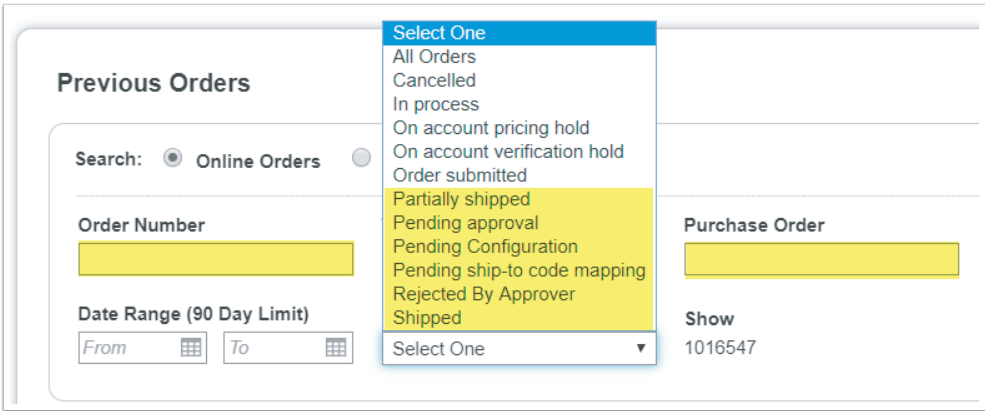 Previous Orders
Search:
Online Orders
Order Number
Date Range (90 Day Limit)
From
To
Select One
All Orders
Cancelled
In process
On account pricing hold
On account verification hold
Order submitted
Partially shipped
Pending approval
Pending Configuration
Pending ship-to code mapping
Rejected By Approver
Shipped
Select One
Purchase Order
Show
1016547